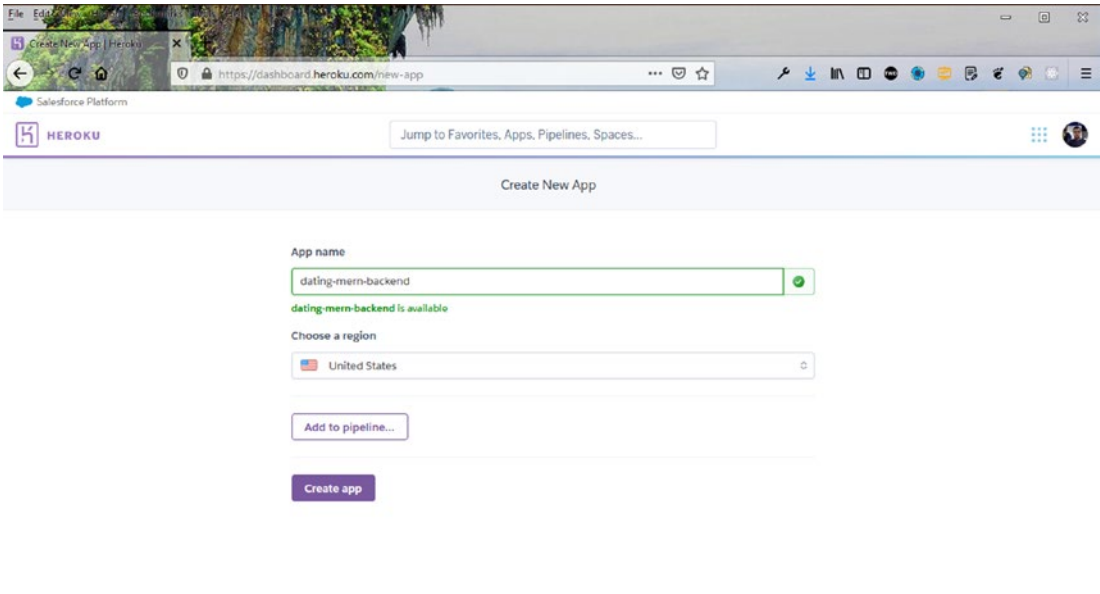 File Edit
Create New App | Heroku
https://dashboard.heroku.com/new-app
Salesforce Platform
HEROKU
Jump to Favorites, Apps, Pipelines, Spaces...
Create New App
App name
dating-mern-backend
dating-mern-backend is available
Choose a region
United States
Add to pipeline...
Create app